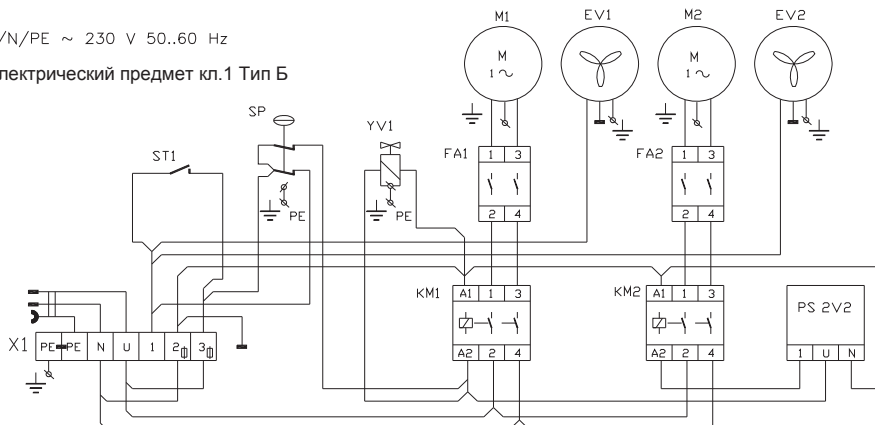 /N/PE ~ 230 V 50..60 Hz
лектрический предмет кл.1 Тип Б
M1 EV1 M2 EV2
M 1 ~ M 1 ~
SP
YV1
ST1
FA1 1 3 FA2 1 3
PE PE
2 4 2 4
KM1 A1 1 3 KM2 A1 1 3
PS 2V2
X1 PE PE N U 1 2 3
A2 2 4 A2 2 4 1 U N